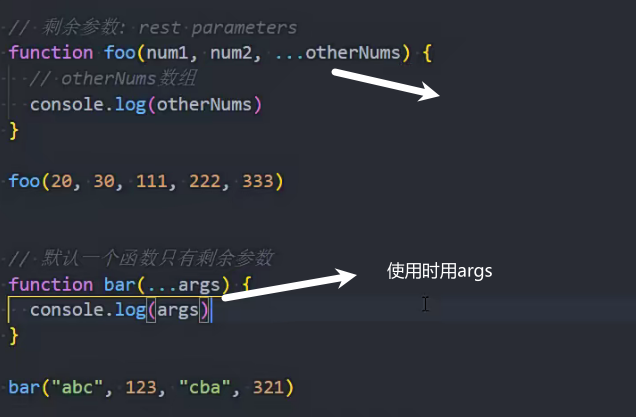 // 剩余参数: rest parameters
function foo(num1, num2, ...otherNums) {
// otherNums数组
console.log(otherNums)
}
foo(20, 30, 111, 222, 333)
// 默认一个函数只有剩余参数
function bar(...args) {
使用时用args
console.log(args)
}
bar("abc", 123, "cba", 321)